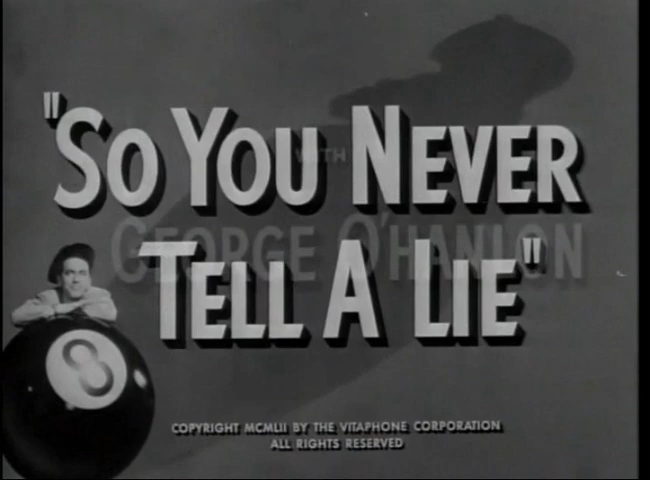 "SO YOU NEVER
TELL A LIE"
WITH
GEORGE O'HANLON
8
COPYRIGHT MCMLII BY THE VITAPHONE CORPORATION
ALL RIGHTS RESERVED